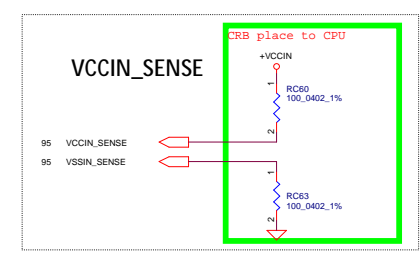 CRB place to CPU
+VCCIN
VCCIN_SENSE
1
RC60
100_0402_1%
2
95 VCCIN_SENSE
95 VSSIN_SENSE
1
RC63
100_0402_1%
2